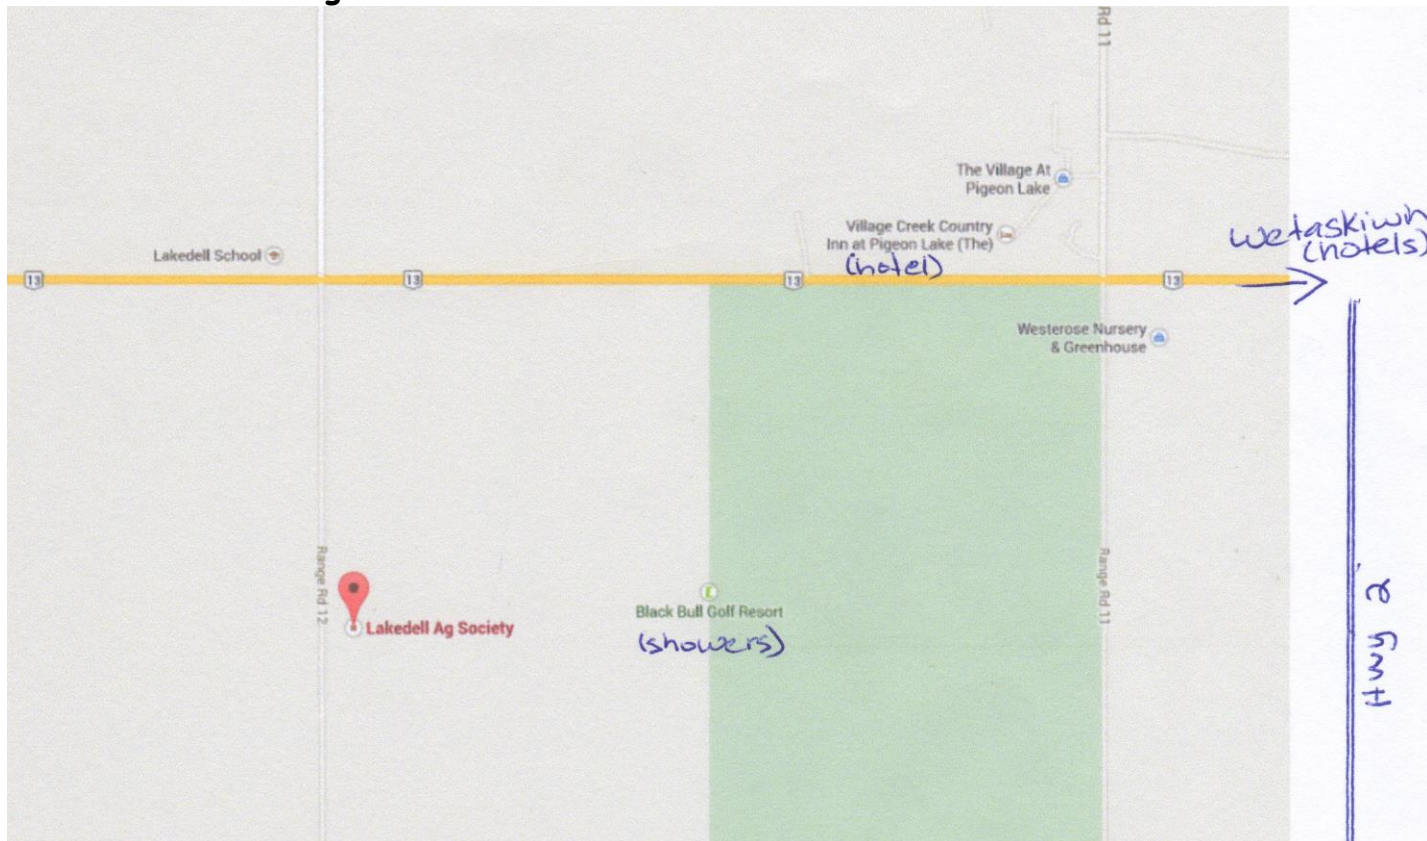 Rd 11
The Village At
Pigeon Lake
Village Creek Country
Inn at Pigeon Lake (The)
(hotel)
Wetaskiwin
(hotels)
Lakedell School
13
13
13
13
Westerose Nursery
& Greenhouse
Range Rd 12
Range Rd 11
Lakedell Ag Society
Black Bull Golf Resort
(showers)
Hwy 2